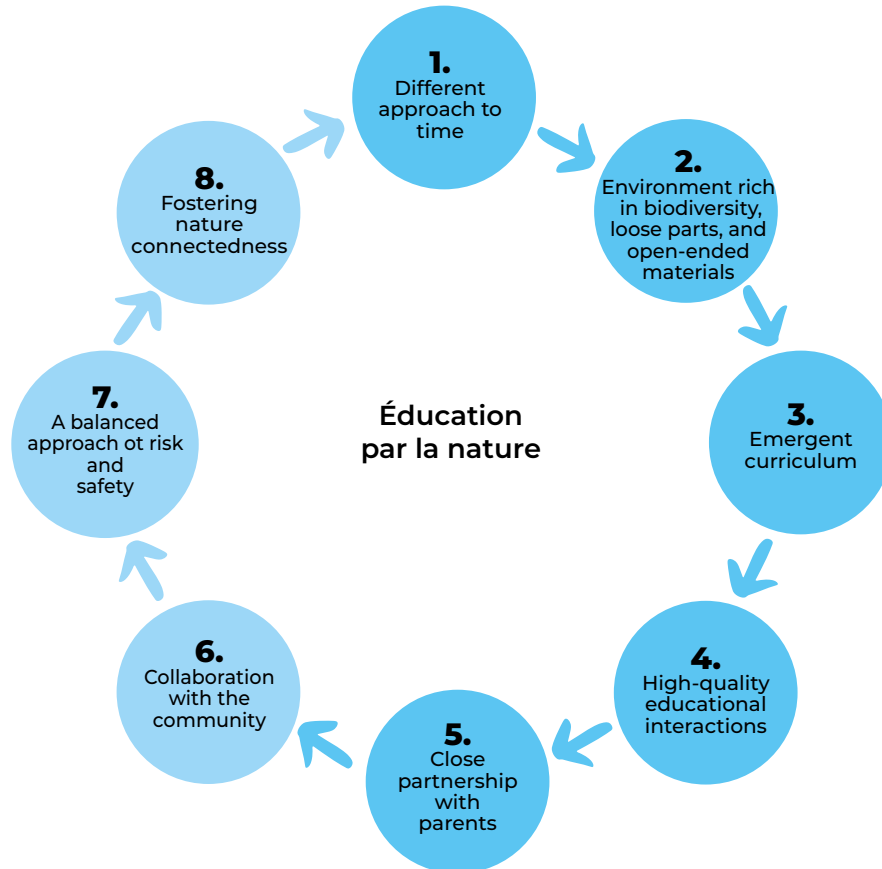 1.
Different
approach to
time
2.
Environment rich
in biodiversity,
loose parts, and
open-ended
materials
3.
Emergent
curriculum
4.
High-quality
educational
interactions
5.
Close
partnership
with
parents
6.
Collaboration
with the
community
7.
A balanced
approach ot risk
and
safety
8.
Fostering
nature
connectedness
Éducation
par la nature